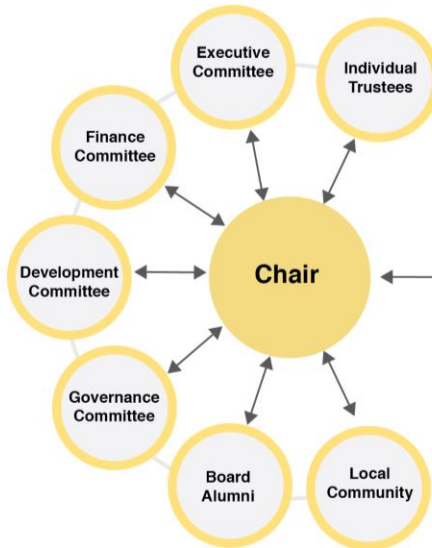 Executive
Committee
Individual
Trustees
Finance
Committee
Chair
Development
Committee
Governance
Committee
Board
Alumni
Local
Community